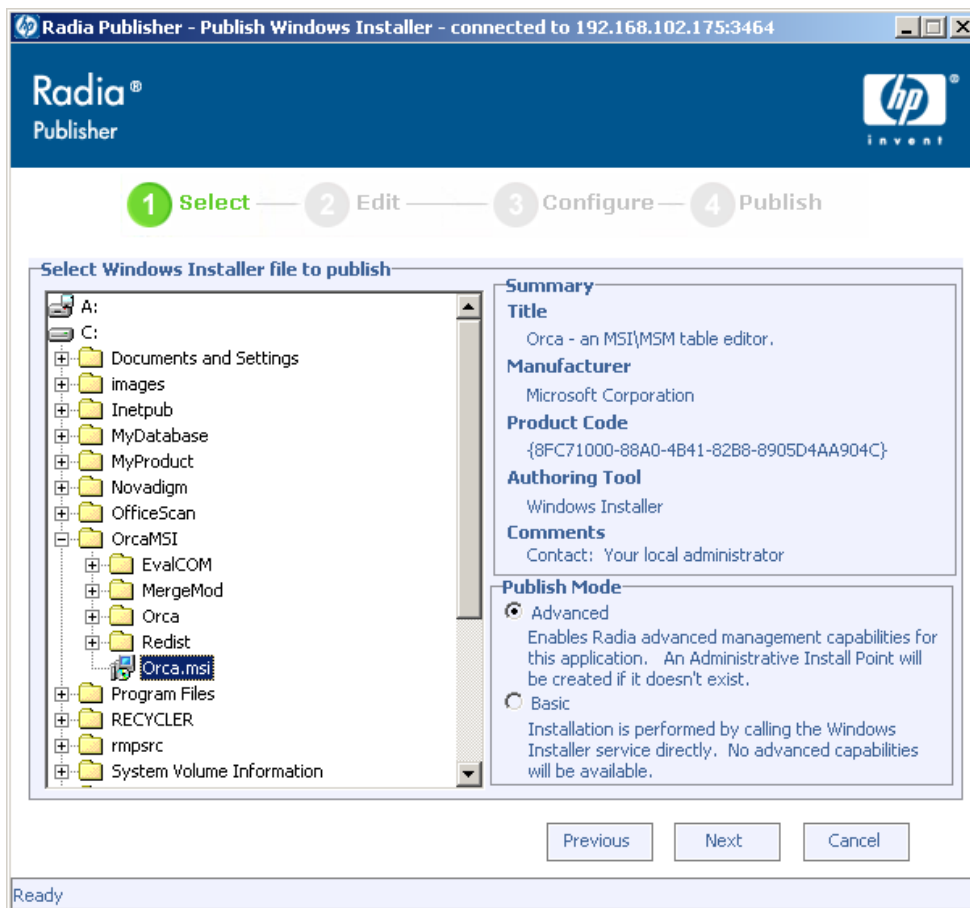 Radia Publisher - Publish Windows Installer - connected to 192.168.102.175:3464
Radia ®
Publisher
hp ®
invent
1 Select
2 Edit
3 Configure
4 Publish
Select Windows Installer file to publish
A:
C:
Documents and Settings
images
Inetpub
MyDatabase
MyProduct
Novadigm
OfficeScan
OrcaMSI
EvalCOM
MergeMod
Orca
Redist
Orca.msi
Program Files
RECYCLER
rmpsrc
System Volume Information
Summary
Title
Orca - an MSI\MSM table editor.
Manufacturer
Microsoft Corporation
Product Code
{8FC71000-88A0-4B41-82B8-8905D4AA904C}
Authoring Tool
Windows Installer
Comments
Contact: Your local administrator
Publish Mode
Advanced
Enables Radia advanced management capabilities for
this application. An Administrative Install Point will
be created if it doesn't exist.
Basic
Installation is performed by calling the Windows
Installer service directly. No advanced capabilities
will be available.
Previous
Next
Cancel
Ready